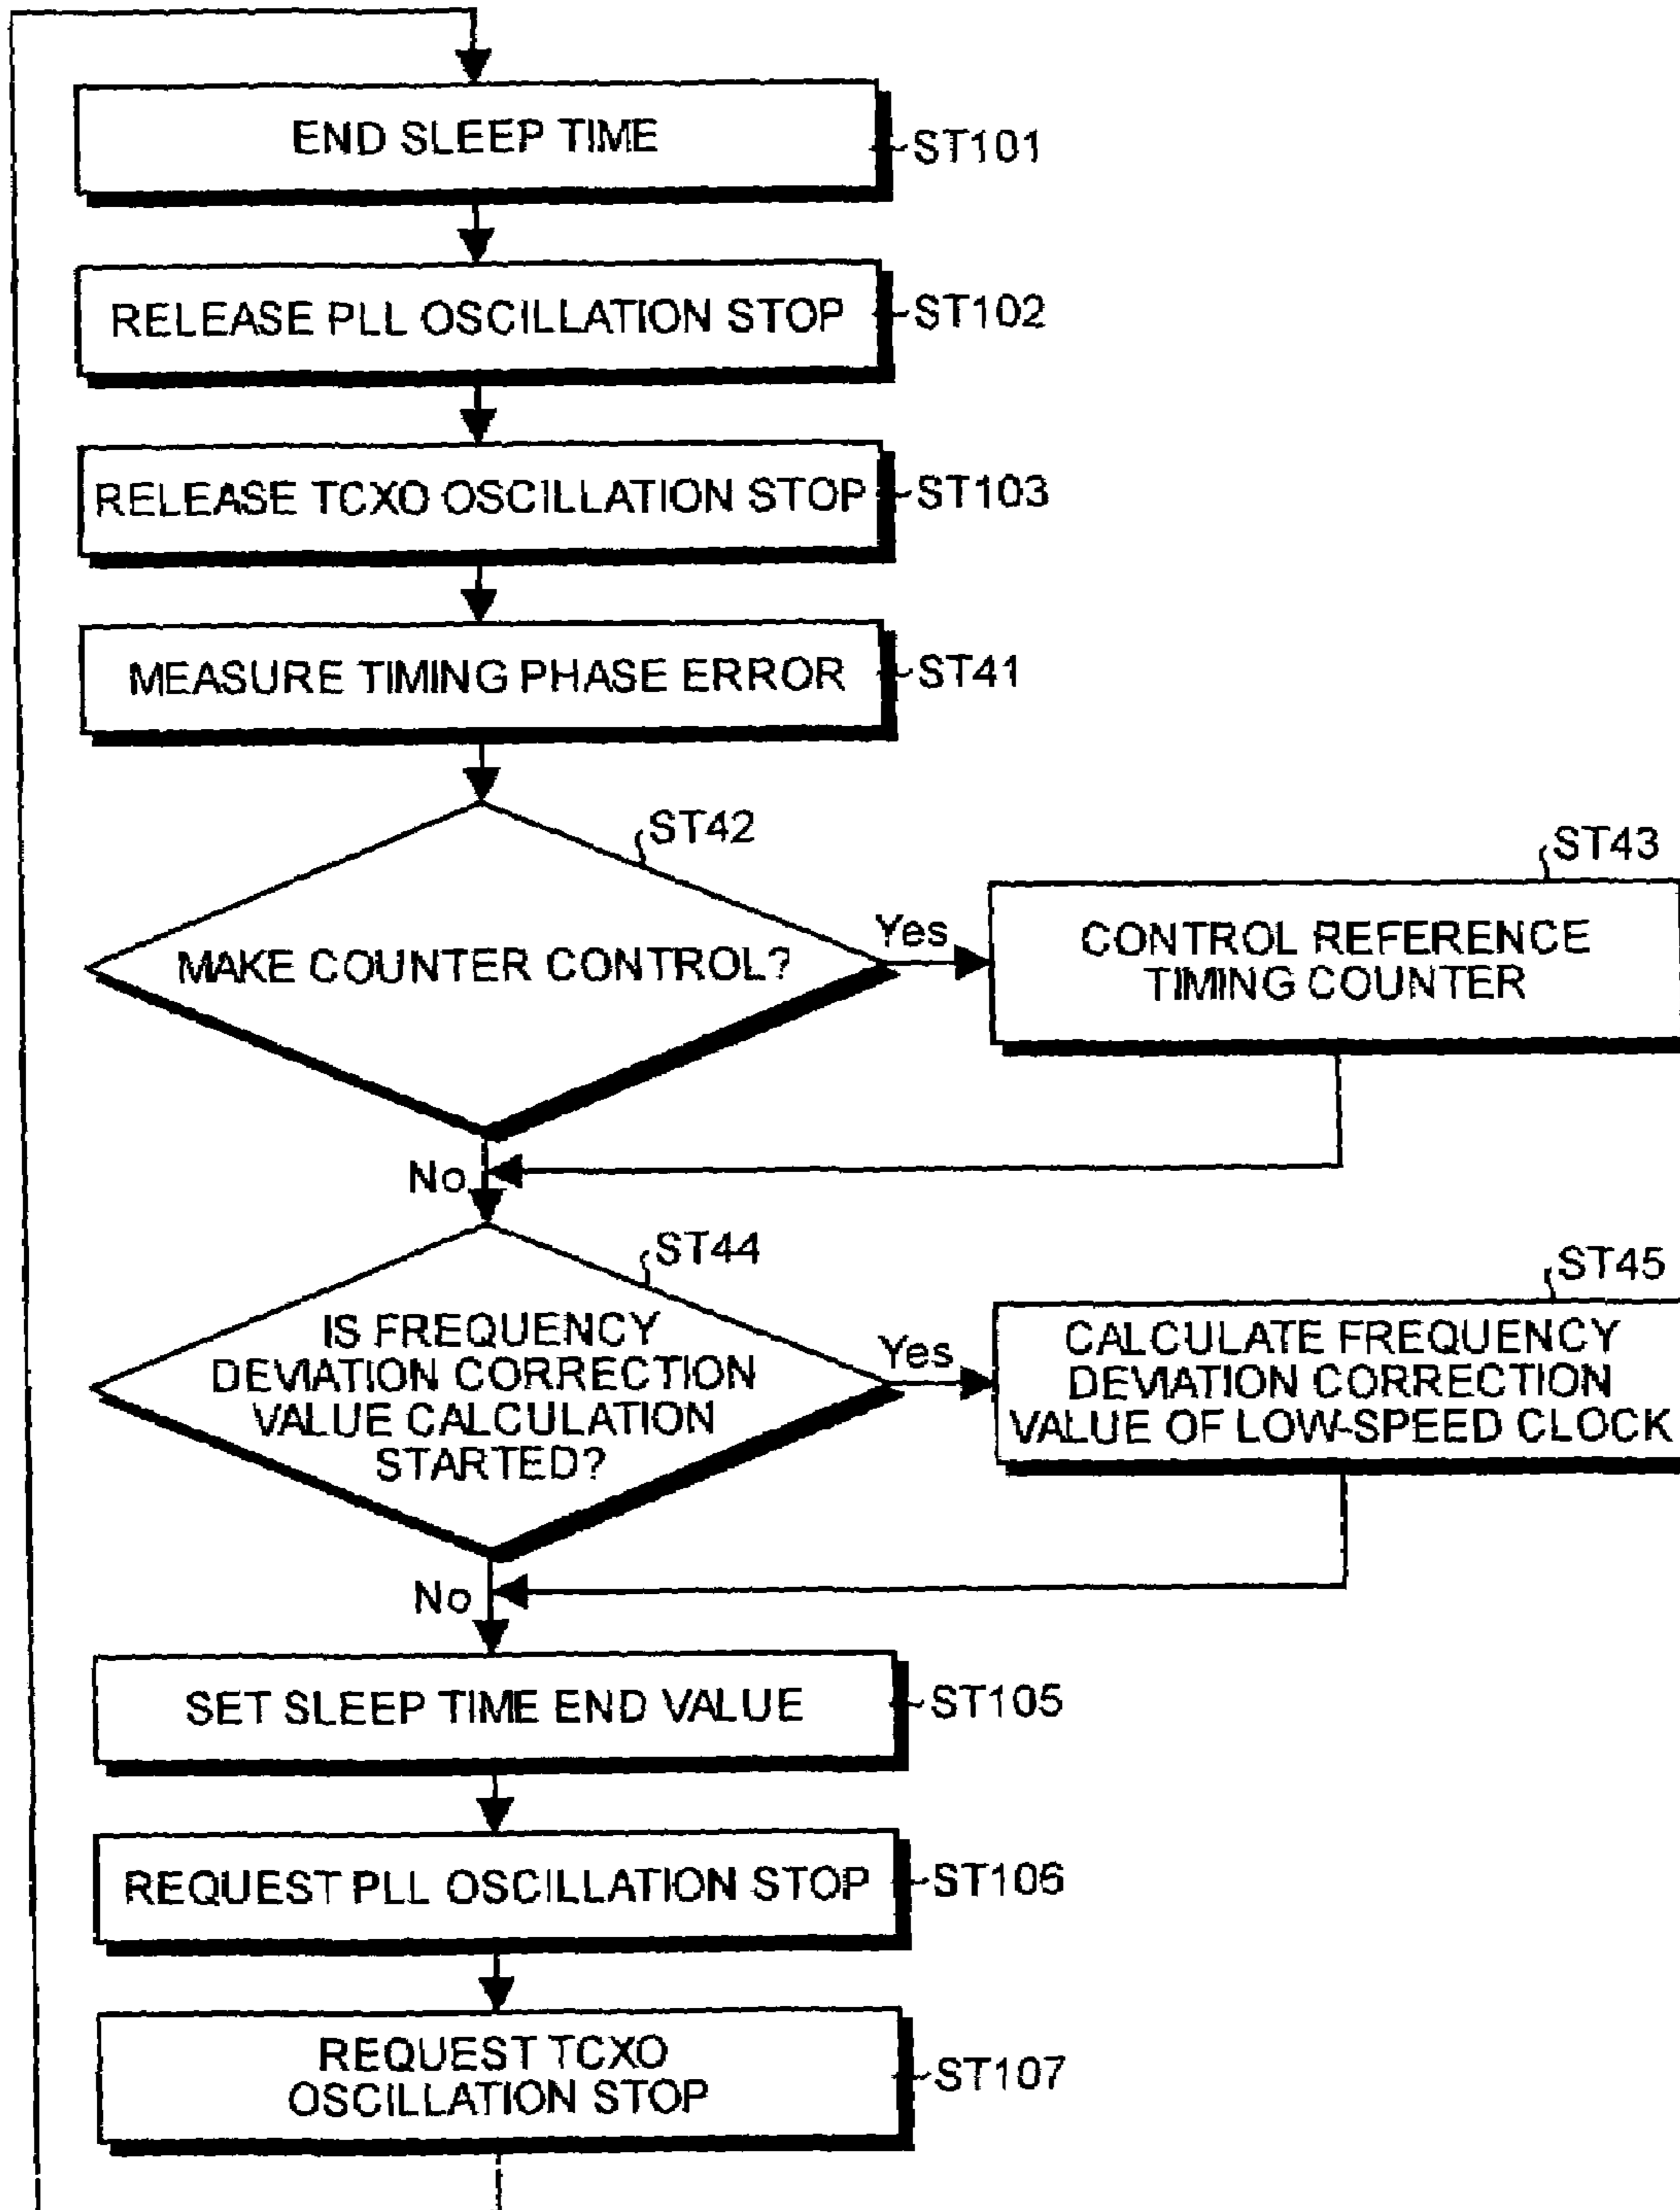 END SLEEP TIME
ST101
RELEASE PLL OSCILLATION STOP
ST102
RELEASE TCXO OSCILLATION STOP
ST103
MEASURE TIMING PHASE ERROR
ST41
ST42
MAKE COUNTER CONTROL?
Yes
ST43
CONTROL REFERENCE
TIMING COUNTER
No
ST44
IS FREQUENCY
DEVIATION CORRECTION
VALUE CALCULATION
STARTED?
Yes
ST45
CALCULATE FREQUENCY
DEVIATION CORRECTION
VALUE OF LOW-SPEED CLOCK
No
SET SLEEP TIME END VALUE
ST105
REQUEST PLL OSCILLATION STOP
ST106
REQUEST TCXO
OSCILLATION STOP
ST107